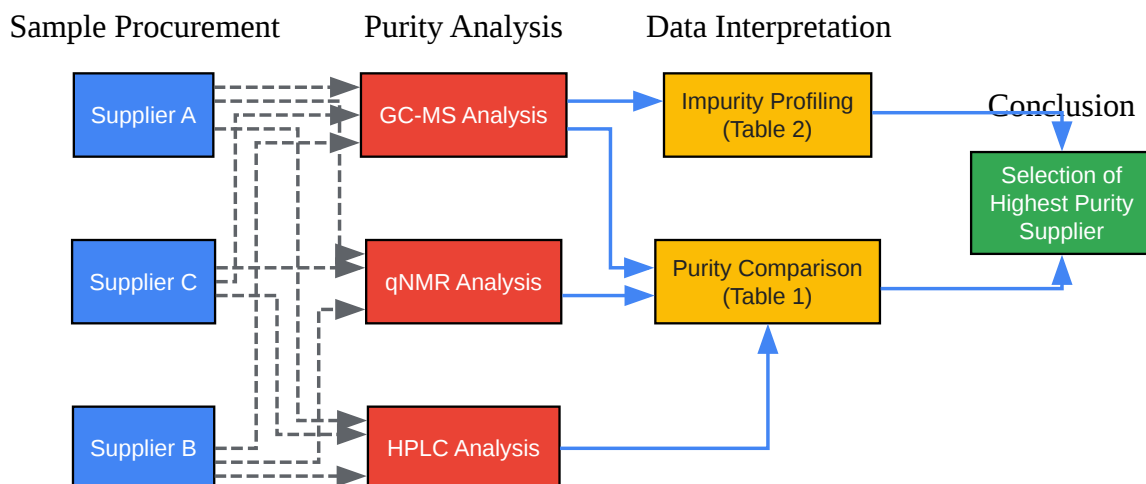 Sample Procurement
Purity Analysis
Data Interpretation
Conclusion
Supplier A
GC-MS Analysis
Impurity Profiling
(Table 2)
Selection of
Highest Purity
Supplier
Supplier C
qNMR Analysis
Purity Comparison
(Table 1)
Supplier B
HPLC Analysis